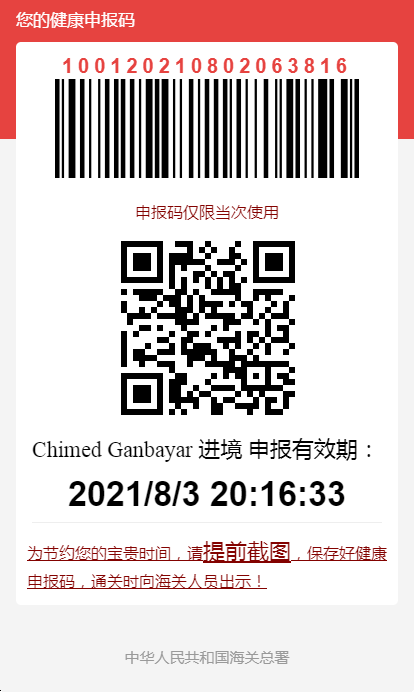 您的健康申报码
100120210802063816
申报码仅限当次使用
Chimed Ganbayar 进境 申报有效期：
2021/8/3 20:16:33
为节约您的宝贵时间，请提前截图，保存好健康
申报码，通关时向海关人员出示！
中华人民共和国海关总署